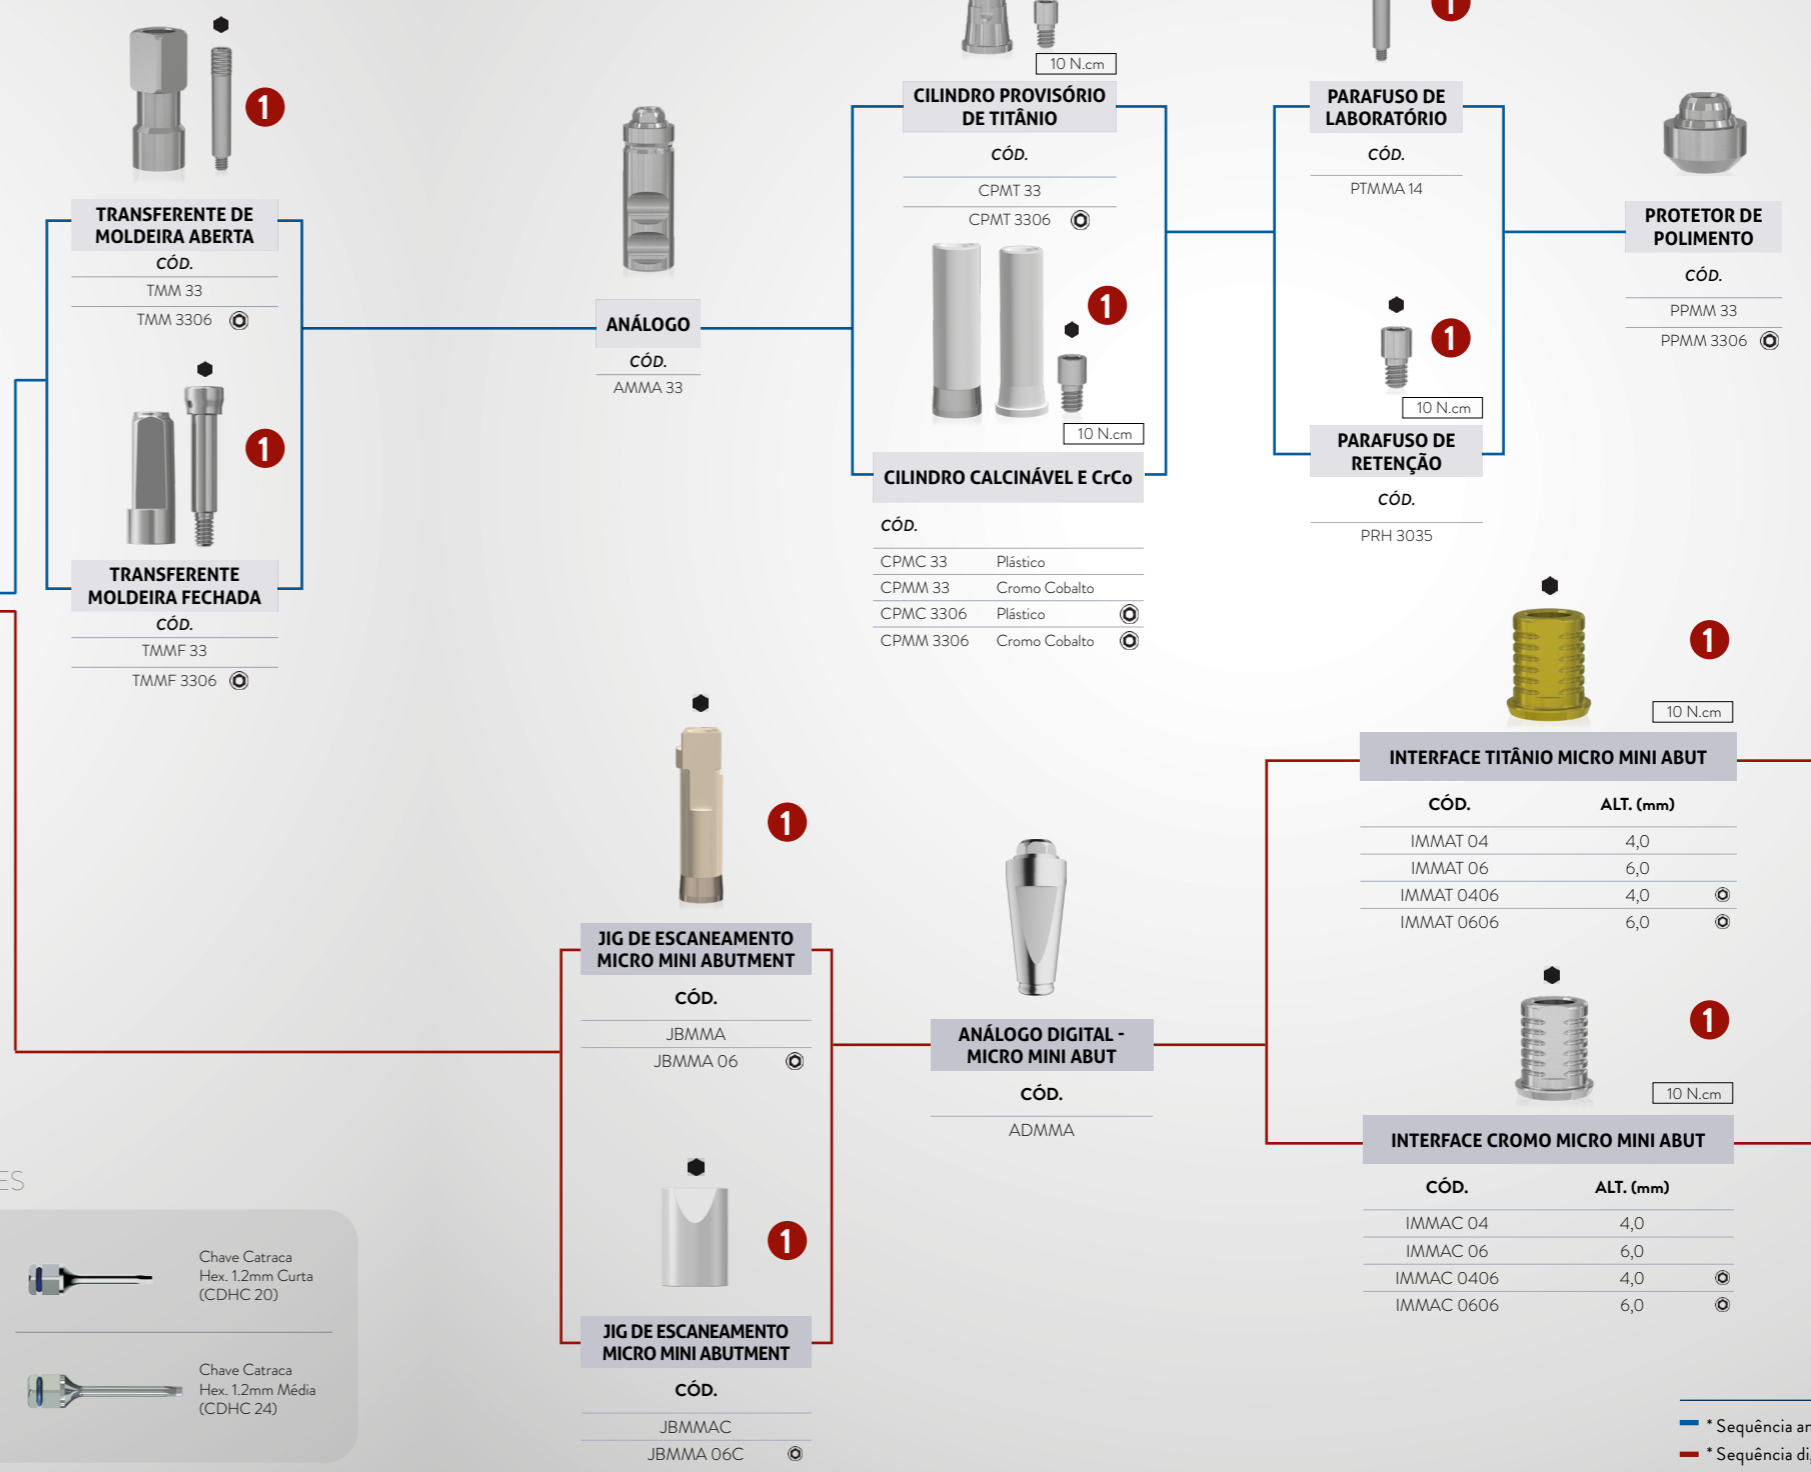 1
TRANSFERENTE DE
MOLDEIRA ABERTA
CÓD.
TMM 33
TMM 3306
1
TRANSFERENTE
MOLDEIRA FECHADA
CÓD.
TMMF 33
TMMF 3306
ANÁLOGO
CÓD.
AMMA 33
10 N.cm
CILINDRO PROVISÓRIO
DE TITÂNIO
CÓD.
CPMT 33
CPMT 3306
1
10 N.cm
CILINDRO CALCINÁVEL E CrCo
CÓD.
CPMC 33 Plástico
CPMM 33 Cromo Cobalto
CPMC 3306 Plástico
CPMM 3306 Cromo Cobalto
1
PARAFUSO DE
LABORATÓRIO
CÓD.
PTMMA 14
1
10 N.cm
PARAFUSO DE
RETENÇÃO
CÓD.
PRH 3035
PROTETOR DE
POLIMENTO
CÓD.
PPMM 33
PPMM 3306
1
JIG DE ESCANEAMENTO
MICRO MINI ABUTMENT
CÓD.
JBMMA
JBMMA 06
1
JIG DE ESCANEAMENTO
MICRO MINI ABUTMENT
CÓD.
JBMMAC
JBMMA 06C
ANÁLOGO DIGITAL -
MICRO MINI ABUT
CÓD.
ADMMA
1
10 N.cm
INTERFACE TITÂNIO MICRO MINI ABUT
CÓD. ALT. (mm)
IMMAT 04 4,0
IMMAT 06 6,0
IMMAT 0406 4,0
IMMAT 0606 6,0
1
10 N.cm
INTERFACE CROMO MICRO MINI ABUT
CÓD. ALT. (mm)
IMMAC 04 4,0
IMMAC 06 6,0
IMMAC 0406 4,0
IMMAC 0606 6,0
ES
Chave Catraca
Hex. 1.2mm Curta
(CDHC 20)
Chave Catraca
Hex. 1.2mm Média
(CDHC 24)
* Sequência an
* Sequência di